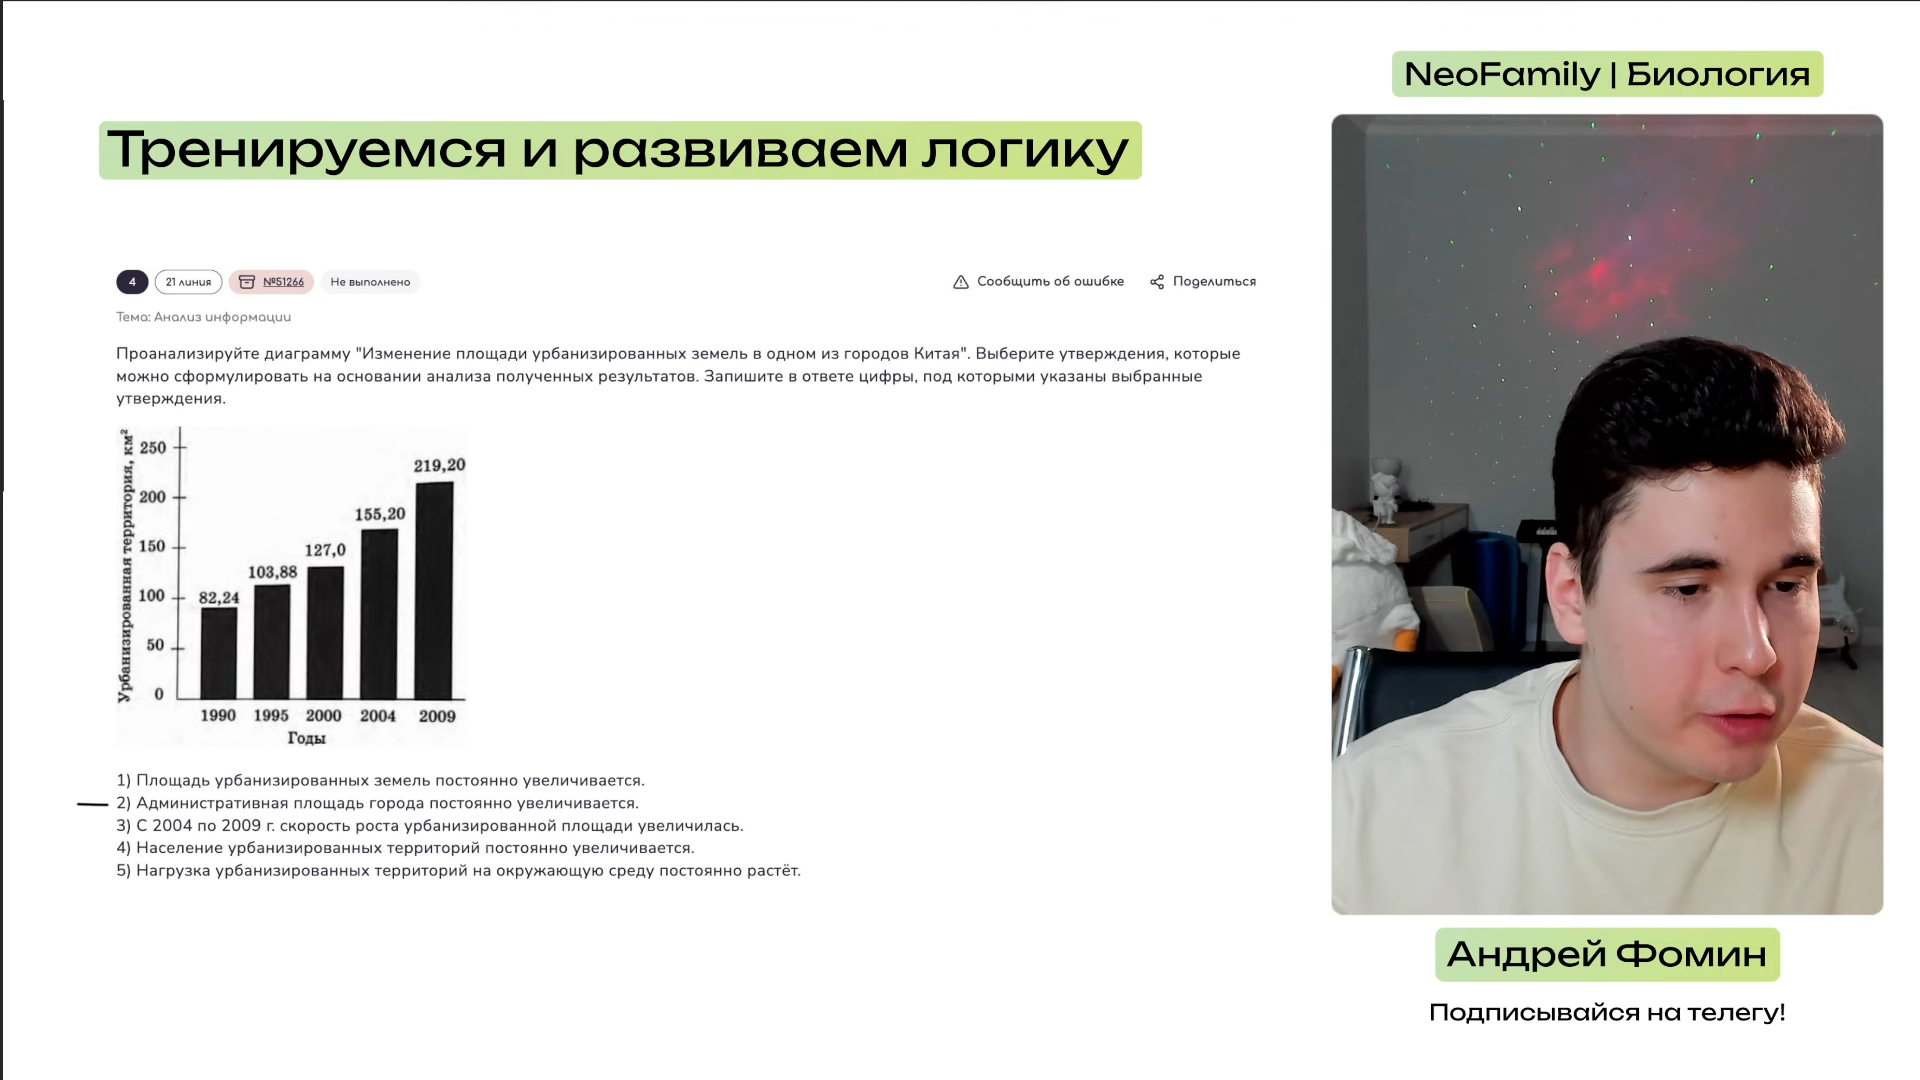 NeoFamily | Биология
Тренируемся и развиваем логику
4
21 линия
№51266
Не выполнено
Сообщить об ошибке
Поделиться
Тема: Анализ информации
Проанализируйте диаграмму "Изменение площади урбанизированных земель в одном из городов Китая". Выберите утверждения, которые
можно сформулировать на основании анализа полученных результатов. Запишите в ответе цифры, под которыми указаны выбранные
утверждения.
Урбанизированная территория, км²
250
200
150
100
50
0
82,24
103,88
127,0
155,20
219,20
1990 1995 2000 2004 2009
Годы
1) Площадь урбанизированных земель постоянно увеличивается.
2) Административная площадь города постоянно увеличивается.
3) С 2004 по 2009 г. скорость роста урбанизированной площади увеличилась.
4) Население урбанизированных территорий постоянно увеличивается.
5) Нагрузка урбанизированных территорий на окружающую среду постоянно растёт.
Андрей Фомин
Подписывайся на телегу!